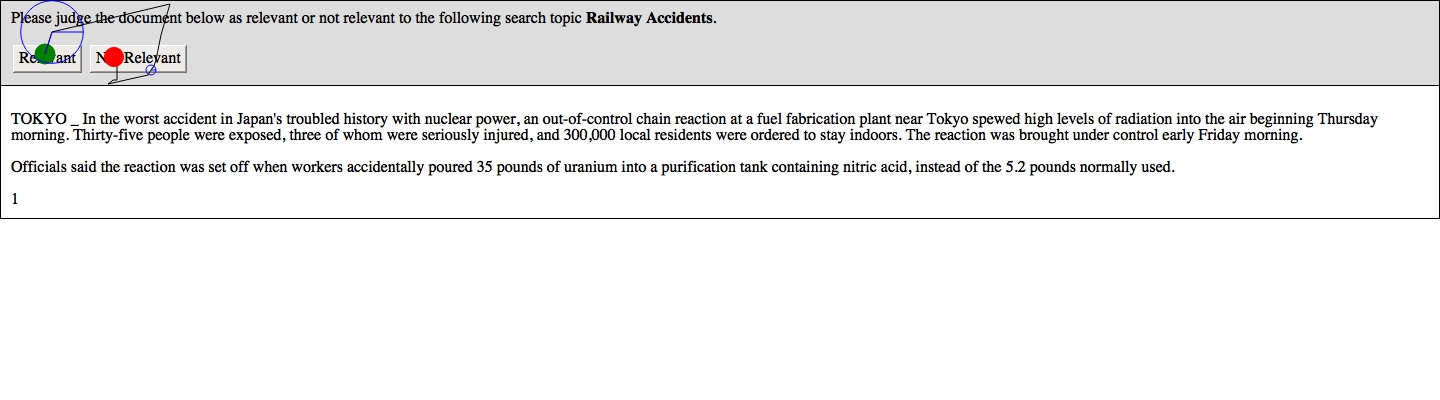 Please judge the document below as relevant or not relevant to the following search topic Railway Accidents.
Relevant Not Relevant
TOKYO _ In the worst accident in Japan's troubled history with nuclear power, an out-of-control chain reaction at a fuel fabrication plant near Tokyo spewed high levels of radiation into the air beginning Thursday
morning. Thirty-five people were exposed, three of whom were seriously injured, and 300,000 local residents were ordered to stay indoors. The reaction was brought under control early Friday morning.
Officials said the reaction was set off when workers accidentally poured 35 pounds of uranium into a purification tank containing nitric acid, instead of the 5.2 pounds normally used.
1